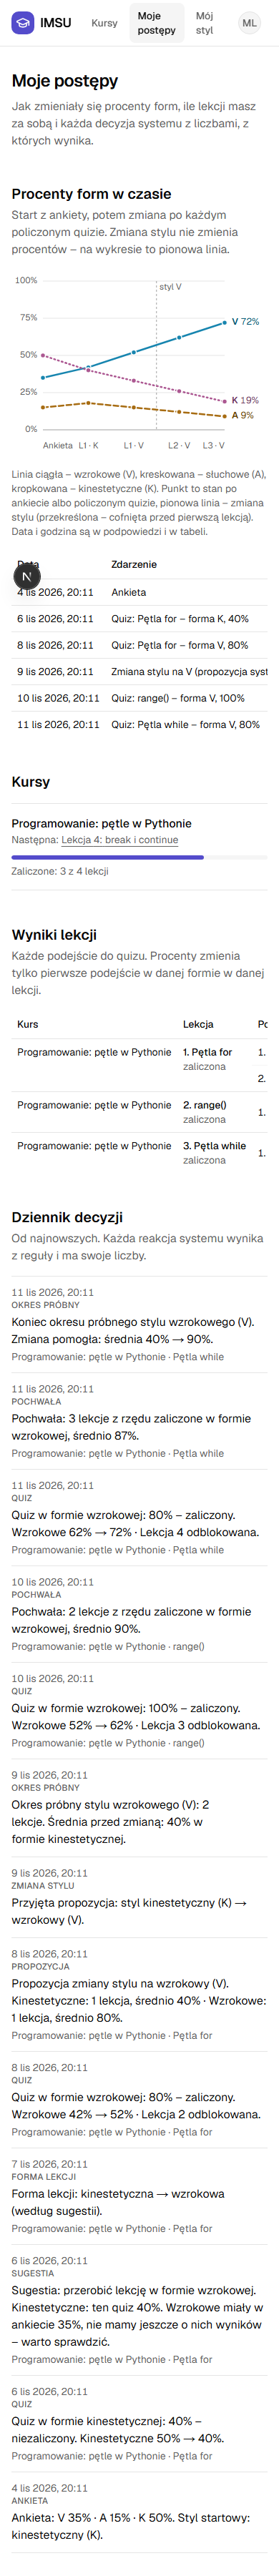 IMSU
Kursy
Moje
postępy
Mój
styl
ML
Moje postępy
Jak zmieniały się procenty form, ile lekcji masz
za sobą i każda decyzja systemu z liczbami, z
których wynika.
Procenty form w czasie
Start z ankiety, potem zmiana po każdym
policzonym quizie. Zmiana stylu nie zmienia
procentów – na wykresie to pionowa linia.
100%
styl V
75%
V 72%
50%
25%
K 19%
A 9%
0%
Ankieta L1 · K L1 · V L2 · V L3 · V
Linia ciągła – wzrokowe (V), kreskowana – słuchowe (A),
kropkowana – kinestetyczne (K). Punkt to stan po
ankiecie albo policzonym quizie, pionowa linia – zmiana
stylu (przekreślona – cofnięta przed pierwszą lekcją).
Data i godzina są w podpowiedzi i w tabeli.
Data Zdarzenie
N
4 lis 2026, 20:11 Ankieta
6 lis 2026, 20:11 Quiz: Pętla for – forma K, 40%
8 lis 2026, 20:11 Quiz: Pętla for – forma V, 80%
9 lis 2026, 20:11 Zmiana stylu na V (propozycja syst
10 lis 2026, 20:11 Quiz: range() – forma V, 100%
11 lis 2026, 20:11 Quiz: Pętla while – forma V, 80%
Kursy
Programowanie: pętle w Pythonie
Następna: Lekcja 4: break i continue
Zaliczone: 3 z 4 lekcji
Wyniki lekcji
Każde podejście do quizu. Procenty zmienia
tylko pierwsze podejście w danej formie w danej
lekcji.
Kurs Lekcja Po
Programowanie: pętle w Pythonie 1. Pętla for 1.
zaliczona
2.
Programowanie: pętle w Pythonie 2. range() 1.
zaliczona
Programowanie: pętle w Pythonie 3. Pętla while 1.
zaliczona
Dziennik decyzji
Od najnowszych. Każda reakcja systemu wynika
z reguły i ma swoje liczby.
11 lis 2026, 20:11
OKRES PRÓBNY
Koniec okresu próbnego stylu wzrokowego (V).
Zmiana pomogła: średnia 40% → 90%.
Programowanie: pętle w Pythonie · Pętla while
11 lis 2026, 20:11
POCHWAŁA
Pochwała: 3 lekcje z rzędu zaliczone w formie
wzrokowej, średnio 87%.
Programowanie: pętle w Pythonie · Pętla while
11 lis 2026, 20:11
QUIZ
Quiz w formie wzrokowej: 80% – zaliczony.
Wzrokowe 62% → 72% · Lekcja 4 odblokowana.
Programowanie: pętle w Pythonie · Pętla while
10 lis 2026, 20:11
POCHWAŁA
Pochwała: 2 lekcje z rzędu zaliczone w formie
wzrokowej, średnio 90%.
Programowanie: pętle w Pythonie · range()
10 lis 2026, 20:11
QUIZ
Quiz w formie wzrokowej: 100% – zaliczony.
Wzrokowe 52% → 62% · Lekcja 3 odblokowana.
Programowanie: pętle w Pythonie · range()
9 lis 2026, 20:11
OKRES PRÓBNY
Okres próbny stylu wzrokowego (V): 2
lekcje. Średnia przed zmianą: 40% w
formie kinestetycznej.
9 lis 2026, 20:11
ZMIANA STYLU
Przyjęta propozycja: styl kinestetyczny (K) →
wzrokowy (V).
8 lis 2026, 20:11
PROPOZYCJA
Propozycja zmiany stylu na wzrokowy (V).
Kinestetyczne: 1 lekcja, średnio 40% · Wzrokowe:
1 lekcja, średnio 80%.
Programowanie: pętle w Pythonie · Pętla for
8 lis 2026, 20:11
QUIZ
Quiz w formie wzrokowej: 80% – zaliczony.
Wzrokowe 42% → 52% · Lekcja 2 odblokowana.
Programowanie: pętle w Pythonie · Pętla for
7 lis 2026, 20:11
FORMA LEKCJI
Forma lekcji: kinestetyczna → wzrokowa
(według sugestii).
Programowanie: pętle w Pythonie · Pętla for
6 lis 2026, 20:11
SUGESTIA
Sugestia: przerobić lekcję w formie wzrokowej.
Kinestetyczne: ten quiz 40%. Wzrokowe miały w
ankiecie 35%, nie mamy jeszcze o nich wyników
– warto sprawdzić.
Programowanie: pętle w Pythonie · Pętla for
6 lis 2026, 20:11
QUIZ
Quiz w formie kinestetycznej: 40% –
niezaliczony. Kinestetyczne 50% → 40%.
Programowanie: pętle w Pythonie · Pętla for
4 lis 2026, 20:11
ANKIETA
Ankieta: V 35% · A 15% · K 50%. Styl startowy:
kinestetyczny (K).